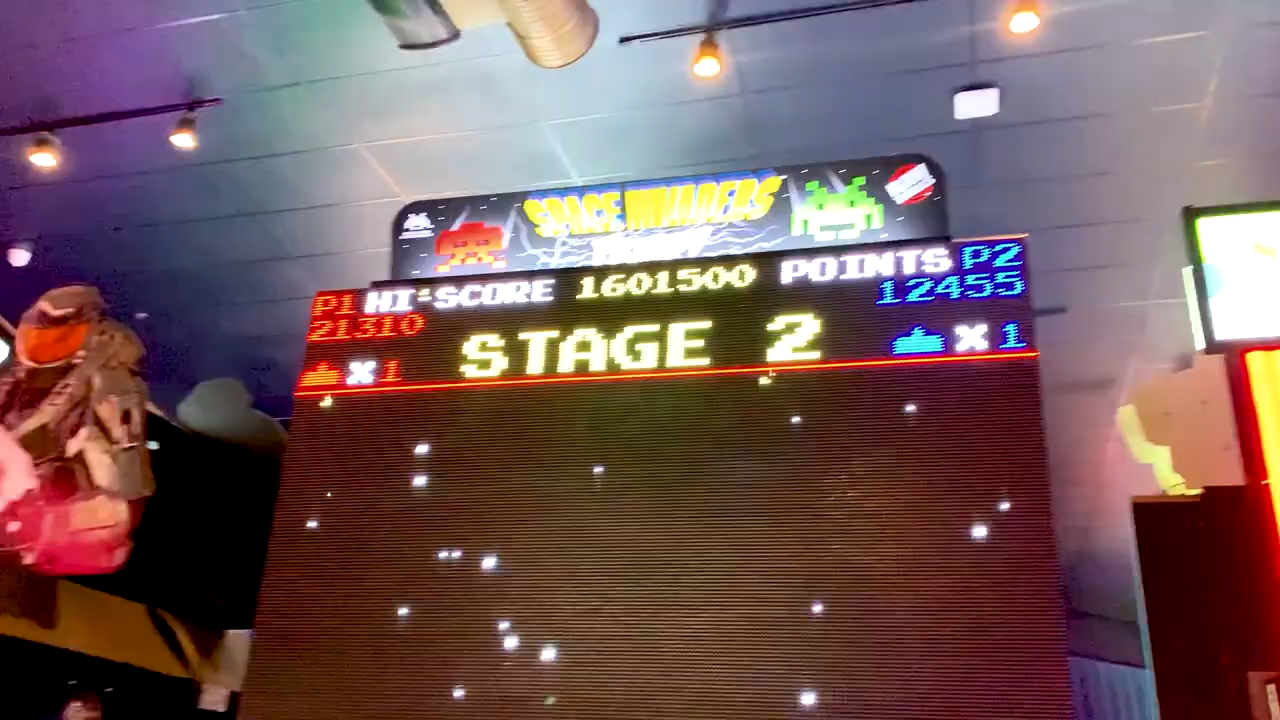 SPACE INVADERS
P1 HI-SCORE 1601500 POINTS P2
21310 12455
STAGE 2
X 1 X 1